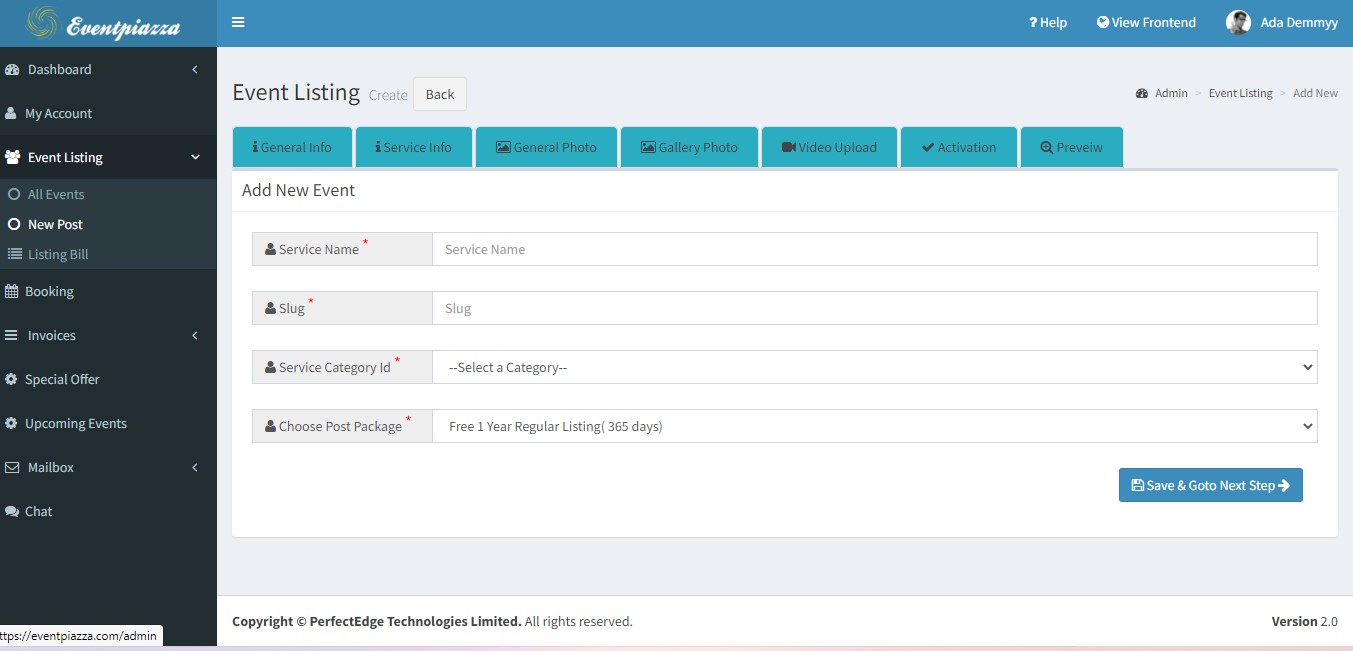 Eventpiazza
? Help View Frontend Ada Demmyy
Dashboard
My Account
Event Listing
All Events
New Post
Listing Bill
Booking
Invoices
Special Offer
Upcoming Events
Mailbox
Chat
ttps://eventpiazza.com/admin
Event Listing Create Back
Admin > Event Listing > Add New
General Info Service Info General Photo Gallery Photo Video Upload Activation Preveiw
Add New Event
Service Name * Service Name
Slug * Slug
Service Category Id * --Select a Category--
Choose Post Package * Free 1 Year Regular Listing( 365 days)
Save & Goto Next Step
Copyright © PerfectEdge Technologies Limited. All rights reserved.
Version 2.0